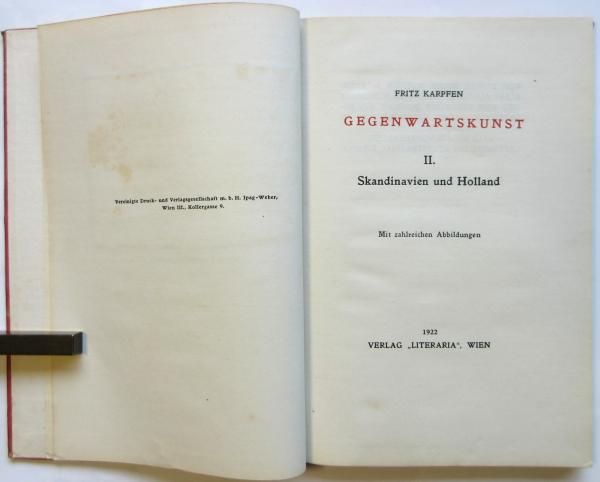 Vereinigte Druck- und Verlagsgesellschaft m. b. H. Ipag-Weber,
Wien III., Kollergasse 9.
FRITZ KARPFEN
GEGENWARTSKUNST
II.
Skandinavien und Holland
Mit zahlreichen Abbildungen
1922
VERLAG „LITERARIA“, WIEN